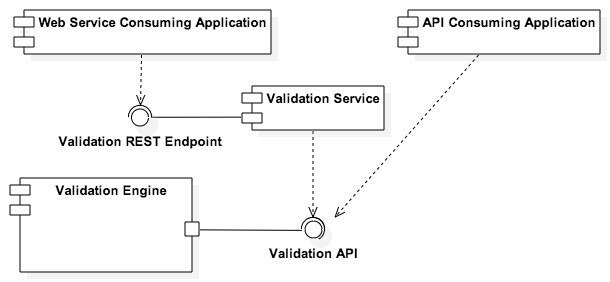 Web Service Consuming Application
API Consuming Application
Validation Service
Validation REST Endpoint
Validation Engine
Validation API